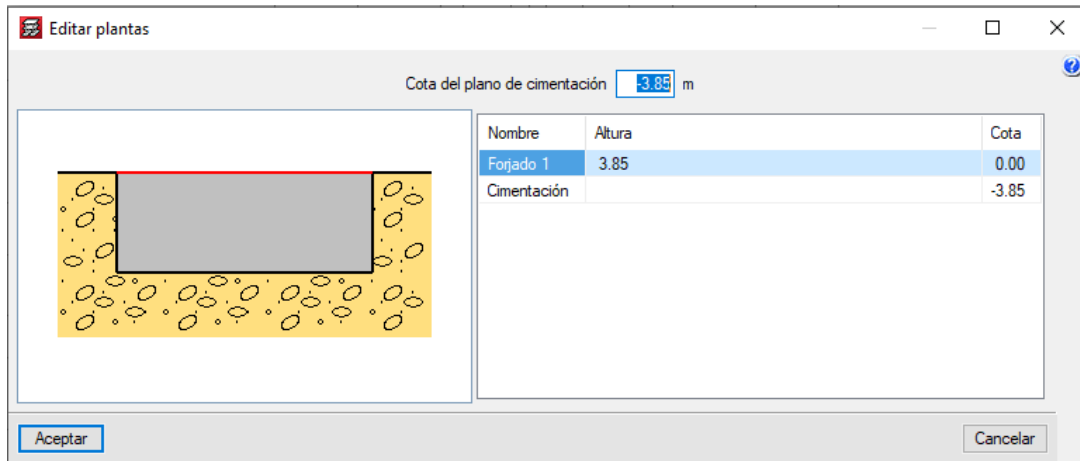 Editar plantas
Cota del plano de cimentación -3.85 m
Nombre Altura Cota
Forjado 1 3.85 0.00
Cimentación -3.85
Aceptar Cancelar